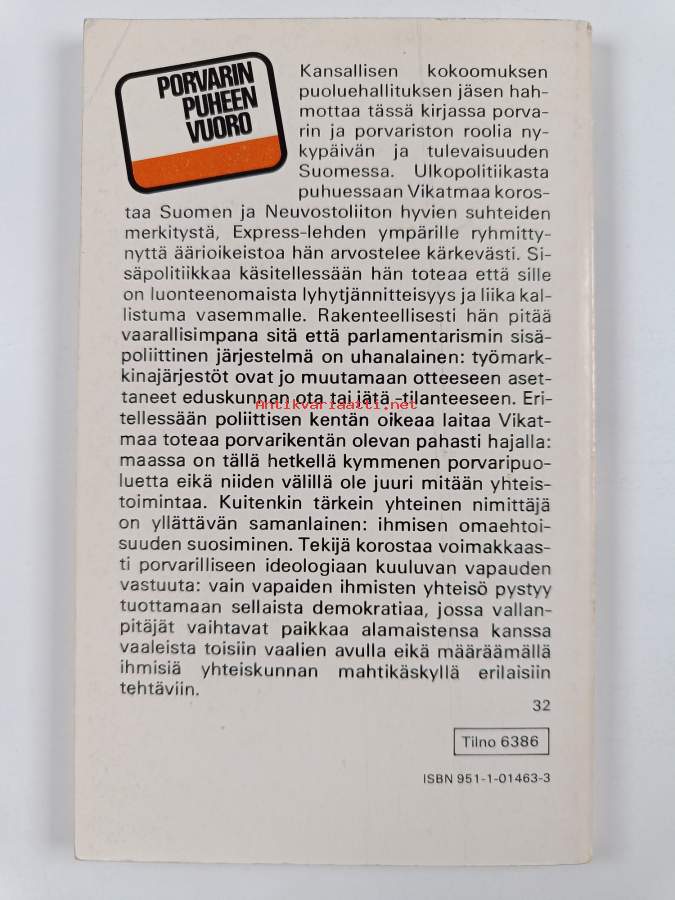 PORVARIN
PUHEEN
VUORO
Kansallisen kokoomuksen
puoluehallituksen jäsen hah-
mottaa tässä kirjassa porva-
rin ja porvariston roolia ny-
kypäivän ja tulevaisuuden
Suomessa. Ulkopolitiikasta
puhuessaan Vikatmaa koros-
taa Suomen ja Neuvostoliiton hyvien suhteiden
merkitystä, Express-lehden ympärille ryhmitty-
nyttä äärioikeistoa hän arvostelee kärkevästi. Si-
säpolitiikkaa käsitellessään hän toteaa että sille
on luonteenomaista lyhytjännitteisyys ja liika kal-
listuma vasemmalle. Rakenteellisesti hän pitää
vaarallisimpana sitä että parlamentarismin sisä-
poliittinen järjestelmä on uhanalainen: työmark-
kinajärjestöt ovat jo muutamaan otteeseen aset-
taneet eduskunnan ota tai jätä -tilanteeseen. Eri-
Antikvariaatti.net
tellessään poliittisen kentän oikeaa laitaa Vikat-
maa toteaa porvarikentän olevan pahasti hajalla:
maassa on tällä hetkellä kymmenen porvaripuo-
luetta eikä niiden välillä ole juuri mitään yhteis-
toimintaa. Kuitenkin tärkein yhteinen nimittäjä
on yllättävän samanlainen: ihmisen omaehtoi-
suuden suosiminen. Tekijä korostaa voimakkaas-
ti porvarilliseen ideologiaan kuuluvan vapauden
vastuuta: vain vapaiden ihmisten yhteisö pystyy
tuottamaan sellaista demokratiaa, jossa vallan-
pitäjät vaihtavat paikkaa alamaistensa kanssa
vaaleista toisiin vaalien avulla eikä määräämällä
ihmisiä yhteiskunnan mahtikäskyllä erilaisiin
tehtäviin.
32
Tilno 6386
ISBN 951-1-01463-3